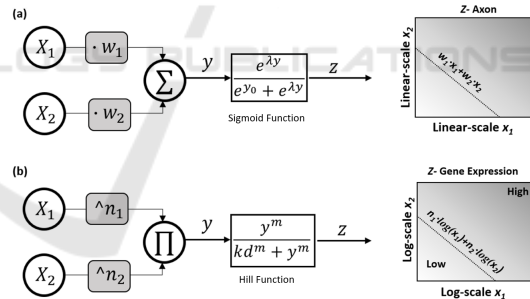 (a)
Z- Axon
X₁
· w₁
∑
y
e^{λy} / (e^{y₀} + e^{λy})
z
X₂
· w₂
Sigmoid Function
Linear-scale x₂
w₁·x₁+w₂·x₂
Linear-scale x₁
(b)
Z- Gene Expression
X₁
^n₁
∏
y
y^m / (kd^m + y^m)
z
X₂
^n₂
Hill Function
Log-scale x₂
High
n₁·log(x₁)+n₂·log(x₂)
Low
Log-scale x₁